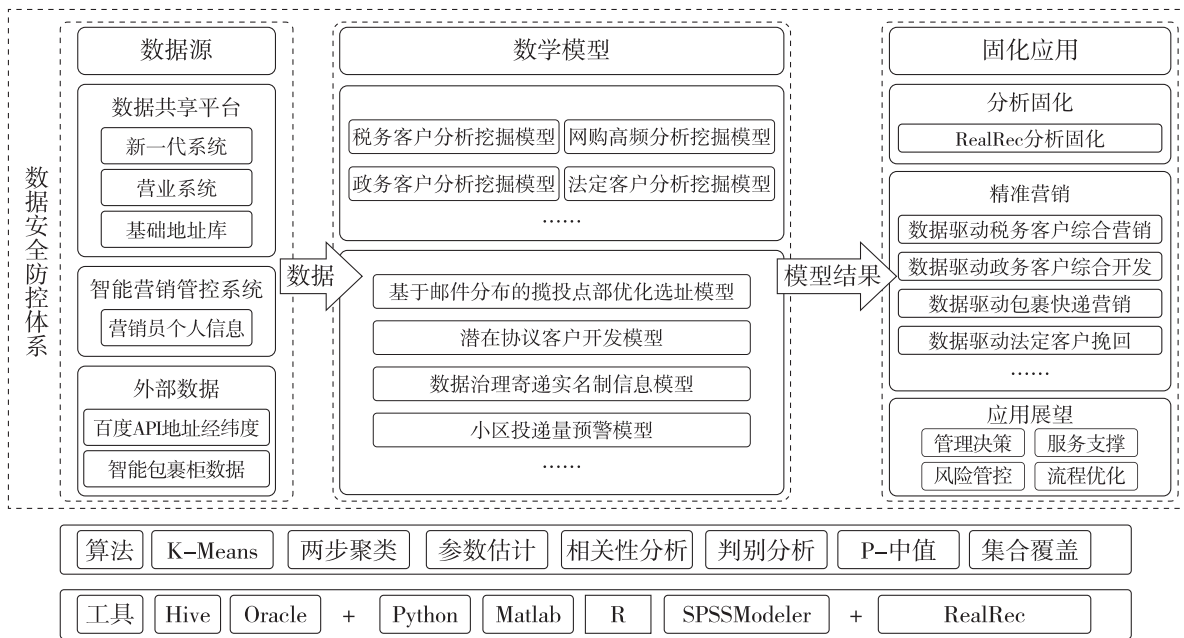 数据安全防控体系
数据源
数据共享平台
新一代系统
营业系统
基础地址库
智能营销管控系统
营销员个人信息
外部数据
百度API地址经纬度
智能包裹柜数据
数据
数学模型
税务客户分析挖掘模型 网购高频分析挖掘模型
政务客户分析挖掘模型 法定客户分析挖掘模型
……
基于邮件分布的揽投点部优化选址模型
潜在协议客户开发模型
数据治理寄递实名制信息模型
小区投递量预警模型
……
模型结果
固化应用
分析固化
RealRec分析固化
精准营销
数据驱动税务客户综合营销
数据驱动政务客户综合开发
数据驱动包裹快递营销
数据驱动法定客户挽回
……
应用展望
管理决策 服务支撑
风险管控 流程优化
算法 K-Means 两步聚类 参数估计 相关性分析 判别分析 P-中值 集合覆盖
工具 Hive Oracle + Python Matlab R SPSSModeler + RealRec